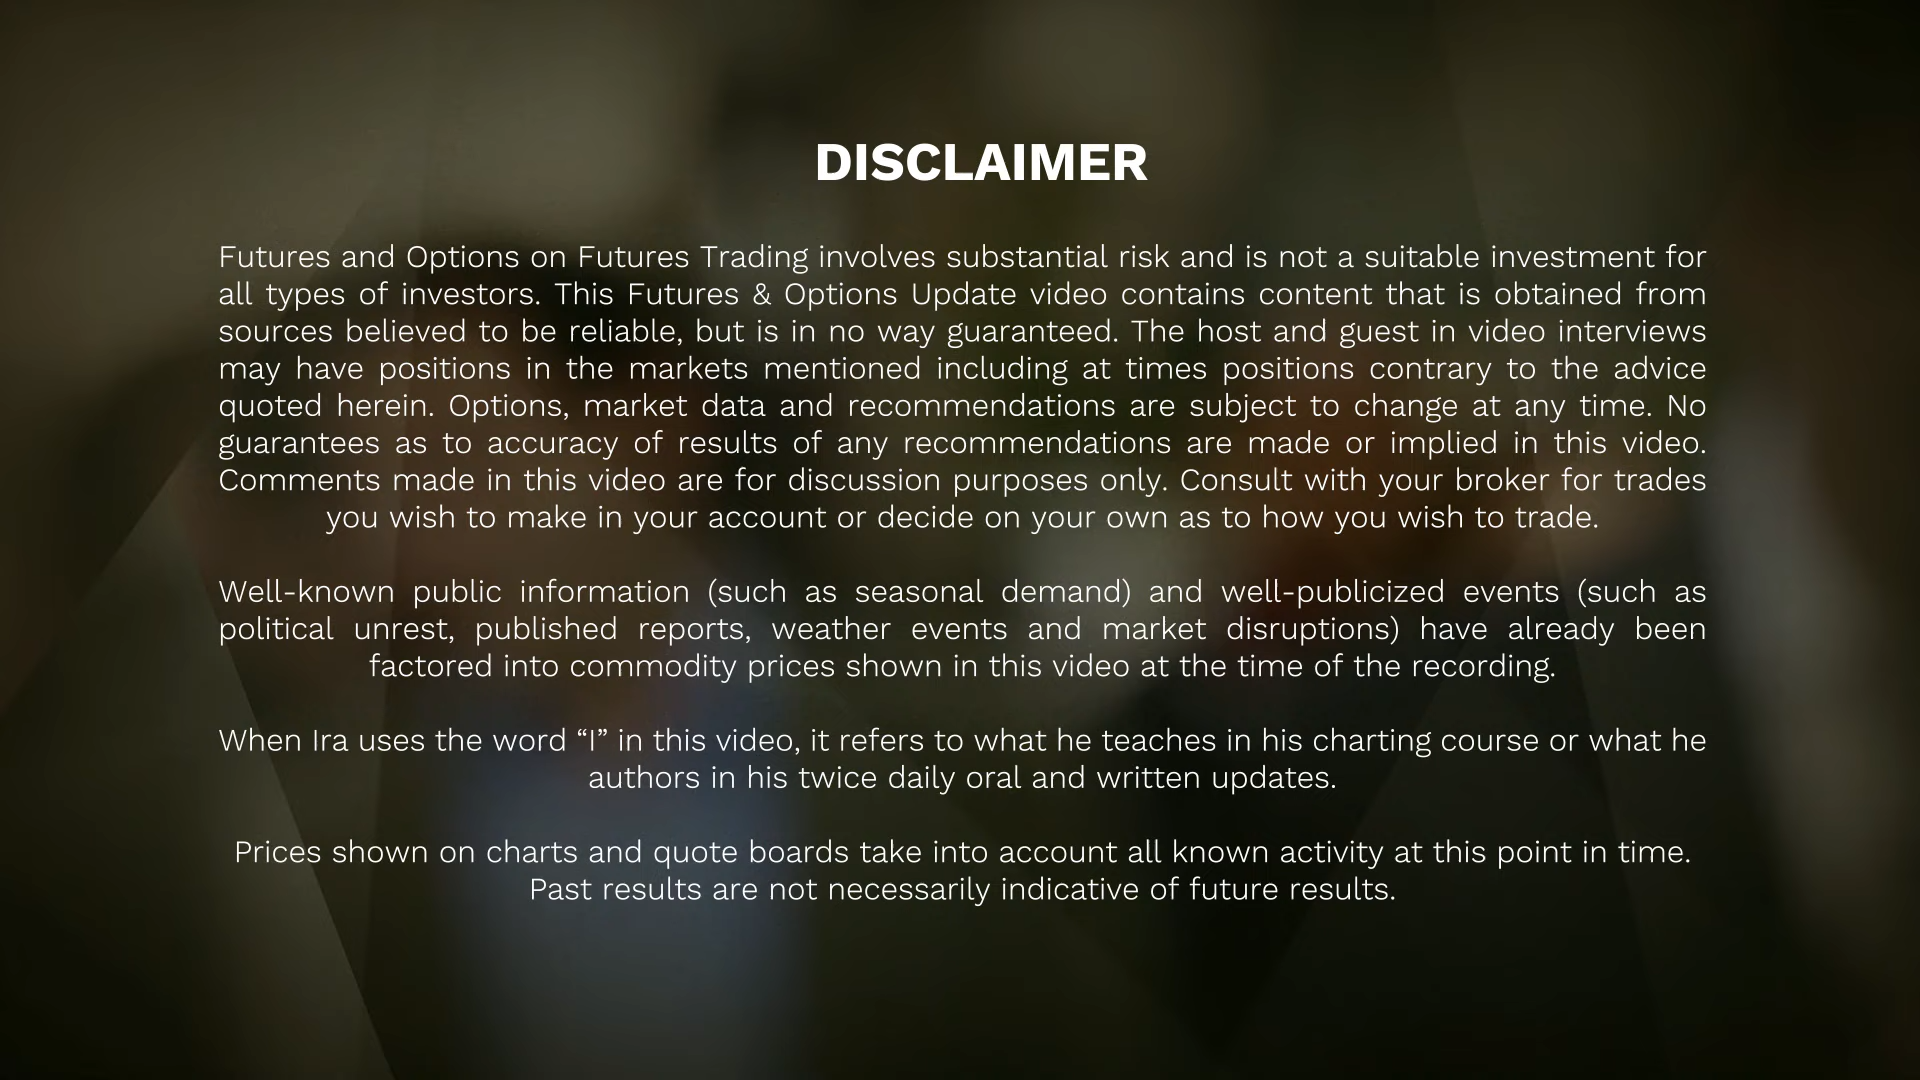 DISCLAIMER
Futures and Options on Futures Trading involves substantial risk and is not a suitable investment for
all types of investors. This Futures & Options Update video contains content that is obtained from
sources believed to be reliable, but is in no way guaranteed. The host and guest in video interviews
may have positions in the markets mentioned including at times positions contrary to the advice
quoted herein. Options, market data and recommendations are subject to change at any time. No
guarantees as to accuracy of results of any recommendations are made or implied in this video.
Comments made in this video are for discussion purposes only. Consult with your broker for trades
you wish to make in your account or decide on your own as to how you wish to trade.
Well-known public information (such as seasonal demand) and well-publicized events (such as
political unrest, published reports, weather events and market disruptions) have already been
factored into commodity prices shown in this video at the time of the recording.
When Ira uses the word “I” in this video, it refers to what he teaches in his charting course or what he
authors in his twice daily oral and written updates.
Prices shown on charts and quote boards take into account all known activity at this point in time.
Past results are not necessarily indicative of future results.